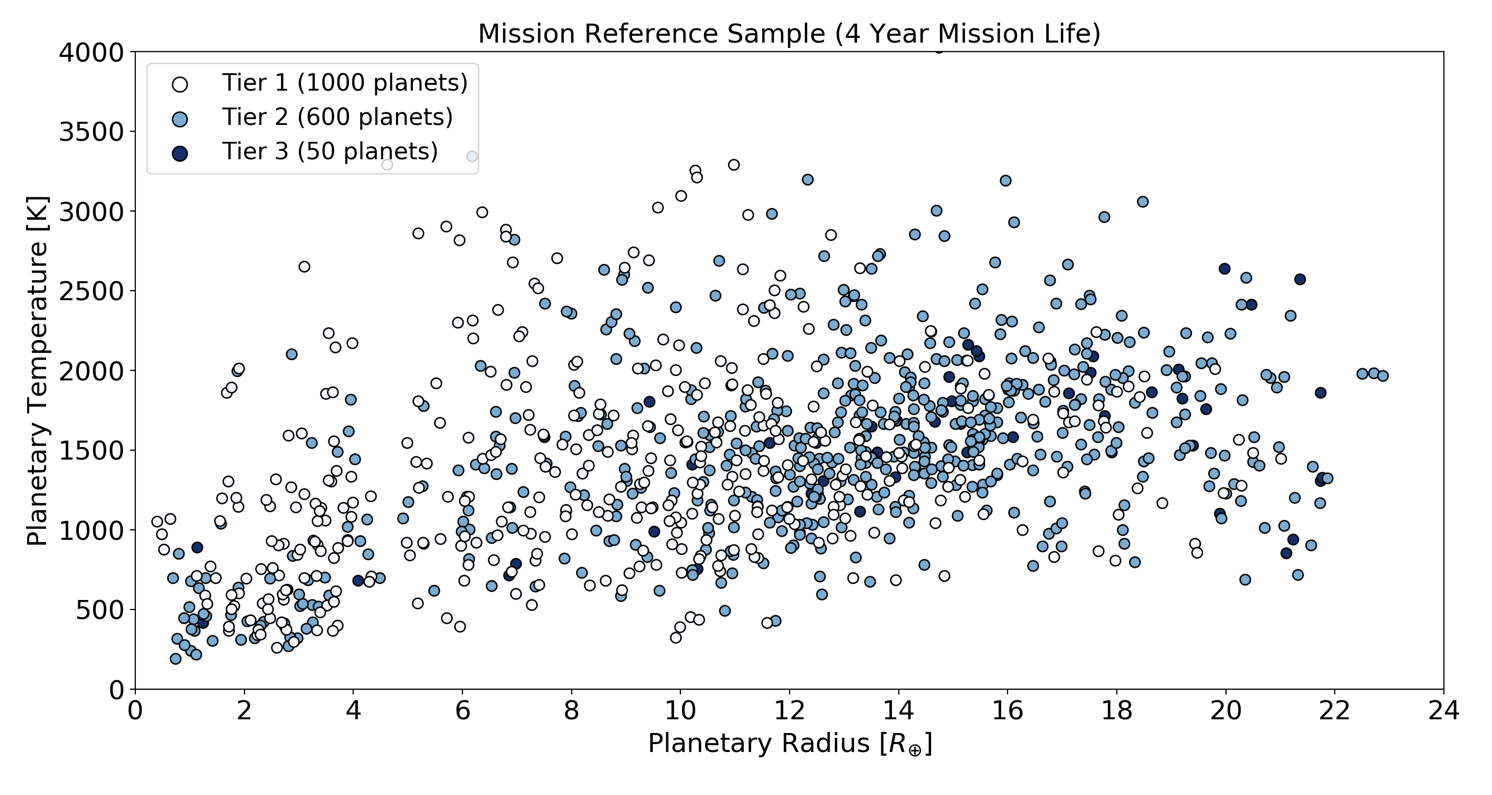 Mission Reference Sample (4 Year Mission Life)
4000
3500
3000
2500
2000
1500
1000
500
0
Planetary Temperature [K]
Tier 1 (1000 planets)
Tier 2 (600 planets)
Tier 3 (50 planets)
0 2 4 6 8 10 12 14 16 18 20 22 24
Planetary Radius [R⊕]